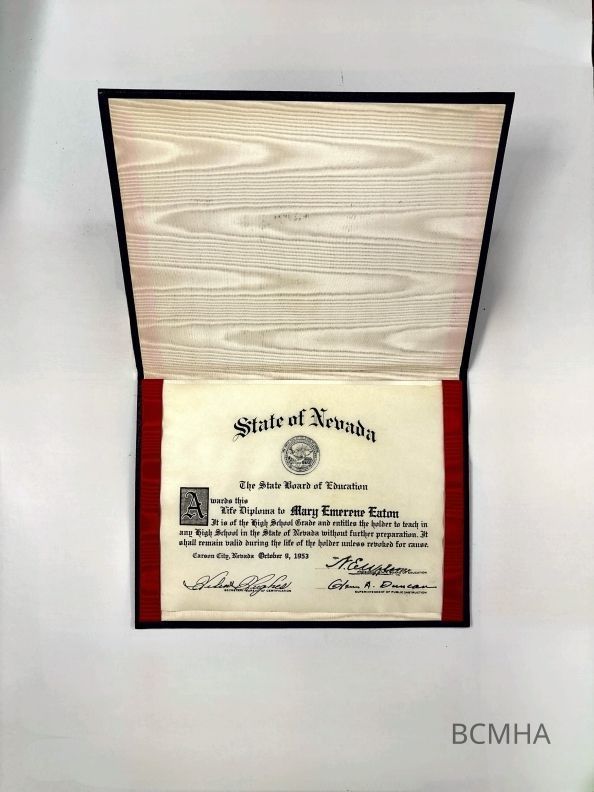 State of Nevada
The State Board of Education
Awards this
Life Diploma to Mary Emerene Eaton
It is of the High School Grade and entitles the holder to teach in
any High School in the State of Nevada without further preparation. It
shall remain valid during the life of the holder unless revoked for cause.
Carson City, Nevada October 9, 1953
Glenn A. Duncan
SUPERINTENDENT OF PUBLIC INSTRUCTION
BCMHA